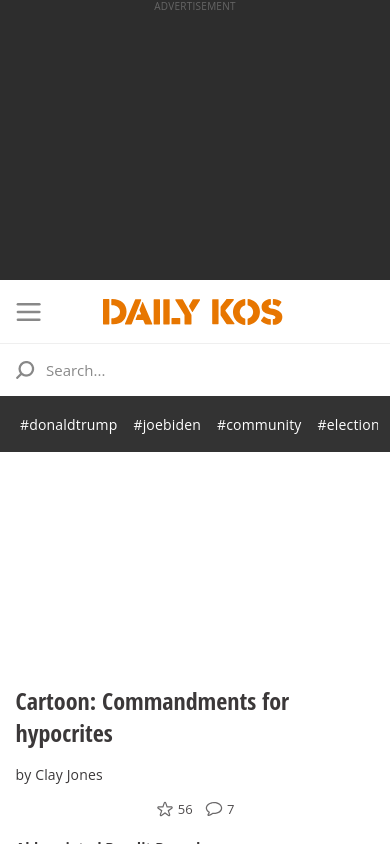 ADVERTISEMENT
DAILY KOS
Search...
#donaldtrump #joebiden #community #election
Cartoon: Commandments for
hypocrites
by Clay Jones
56 7